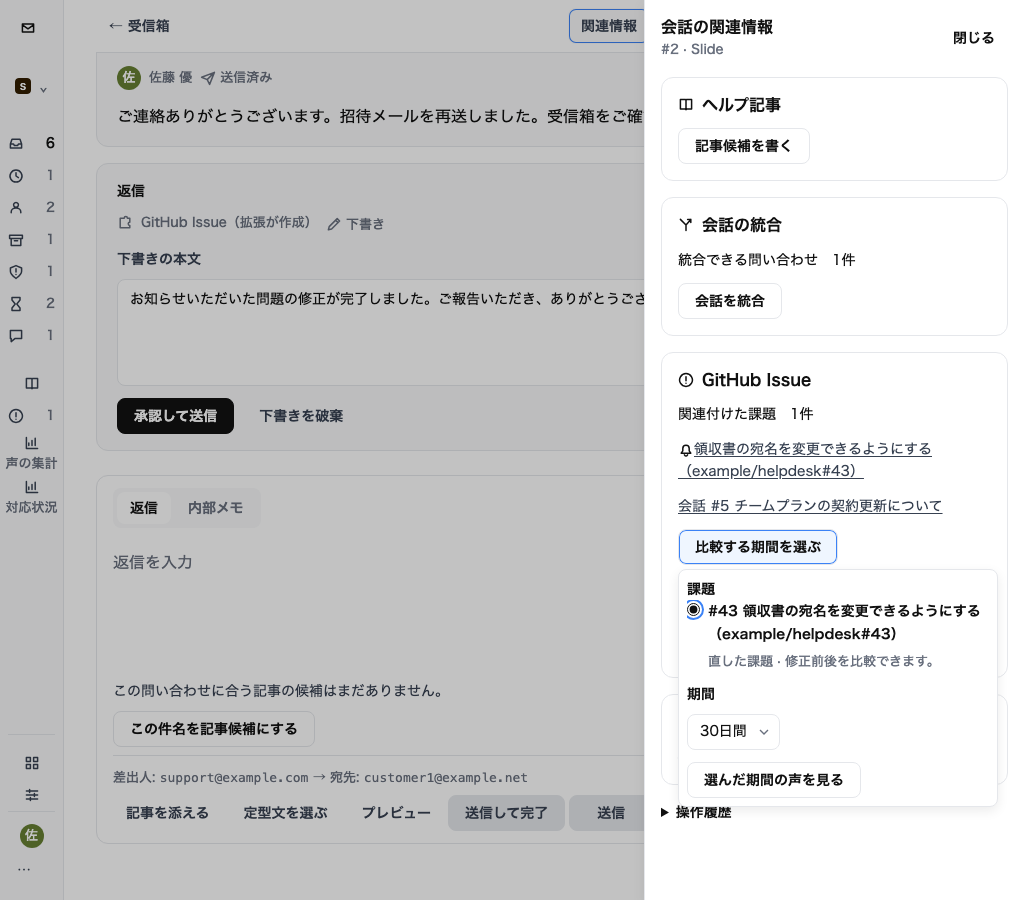 S
6
1
2
1
1
2
1
1
声の集計
対応状況
佐
…
← 受信箱
関連情報
佐 佐藤 優 送信済み
ご連絡ありがとうございます。招待メールを再送しました。受信箱をご確
返信
GitHub Issue（拡張が作成） 下書き
下書きの本文
お知らせいただいた問題の修正が完了しました。ご報告いただき、ありがとうござ
承認して送信 下書きを破棄
返信 内部メモ
返信を入力
この問い合わせに合う記事の候補はまだありません。
この件名を記事候補にする
差出人: support@example.com → 宛先: customer1@example.net
記事を添える 定型文を選ぶ プレビュー 送信して完了 送信
会話の関連情報
#2 · Slide
閉じる
ヘルプ記事
記事候補を書く
会話の統合
統合できる問い合わせ 1件
会話を統合
GitHub Issue
関連付けた課題 1件
領収書の宛名を変更できるようにする
（example/helpdesk#43）
会話 #5 チームプランの契約更新について
比較する期間を選ぶ
課題
#43 領収書の宛名を変更できるようにする
（example/helpdesk#43）
直した課題 · 修正前後を比較できます。
期間
30日間
選んだ期間の声を見る
▶ 操作履歴